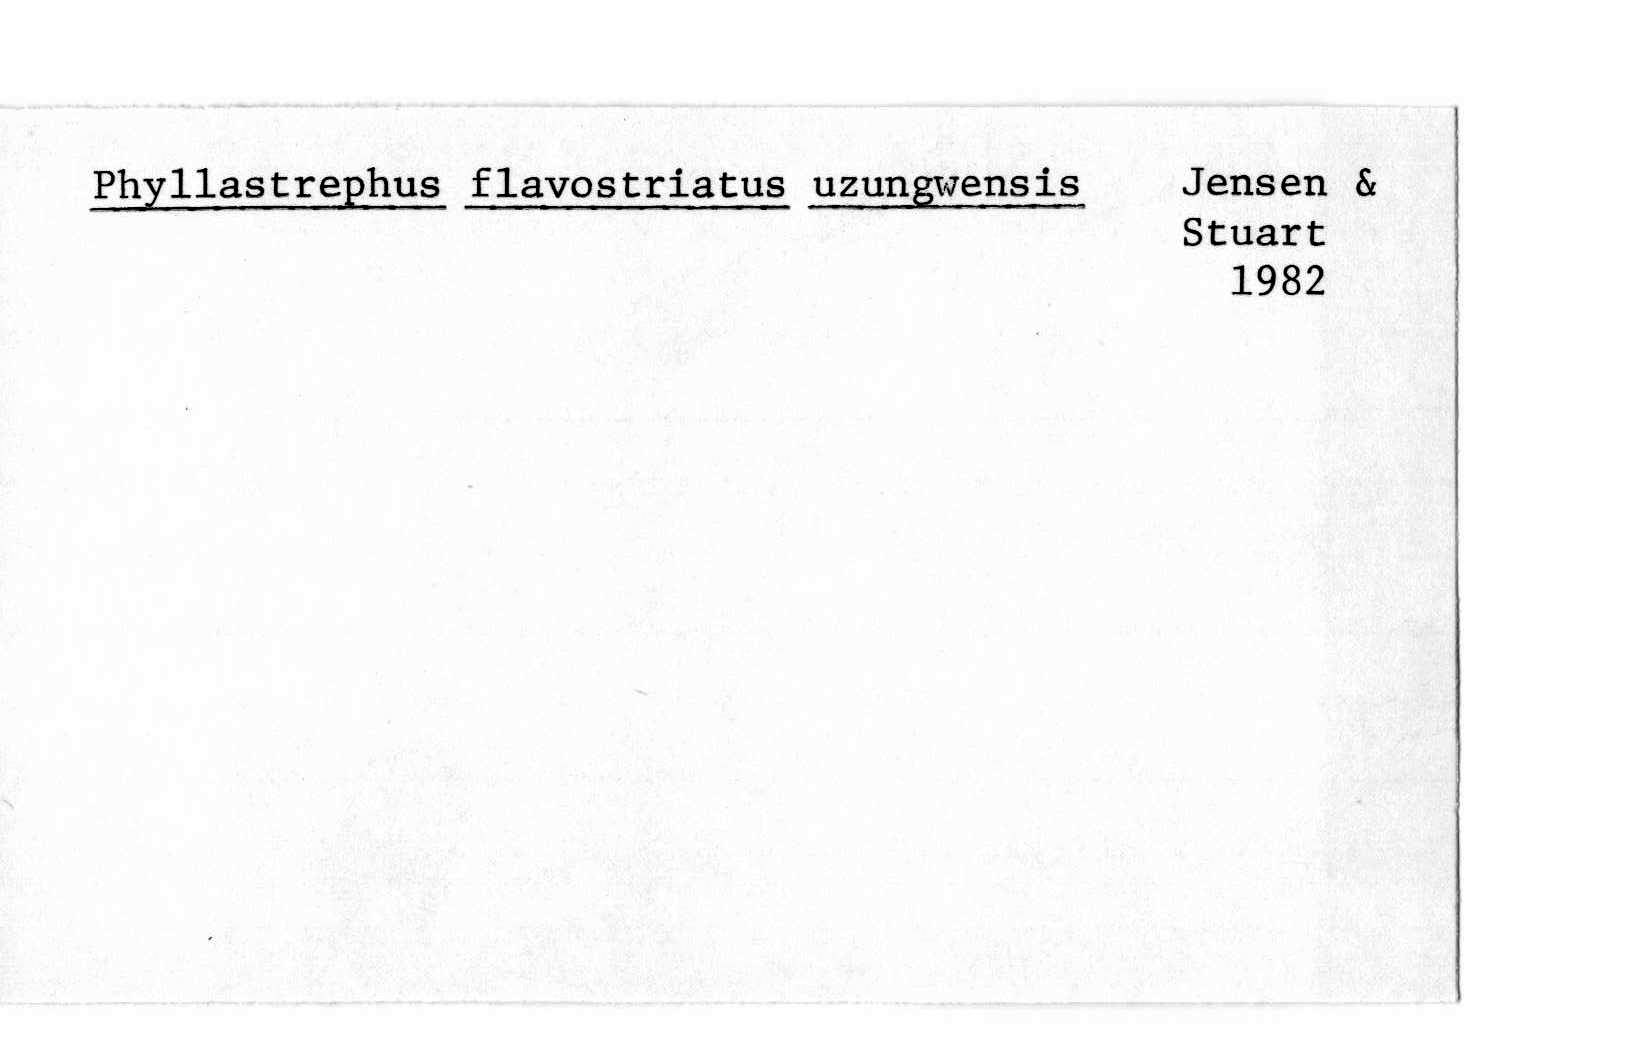 Phyllastrephus flavostriatus uzungwensis Jensen &
Stuart
1982